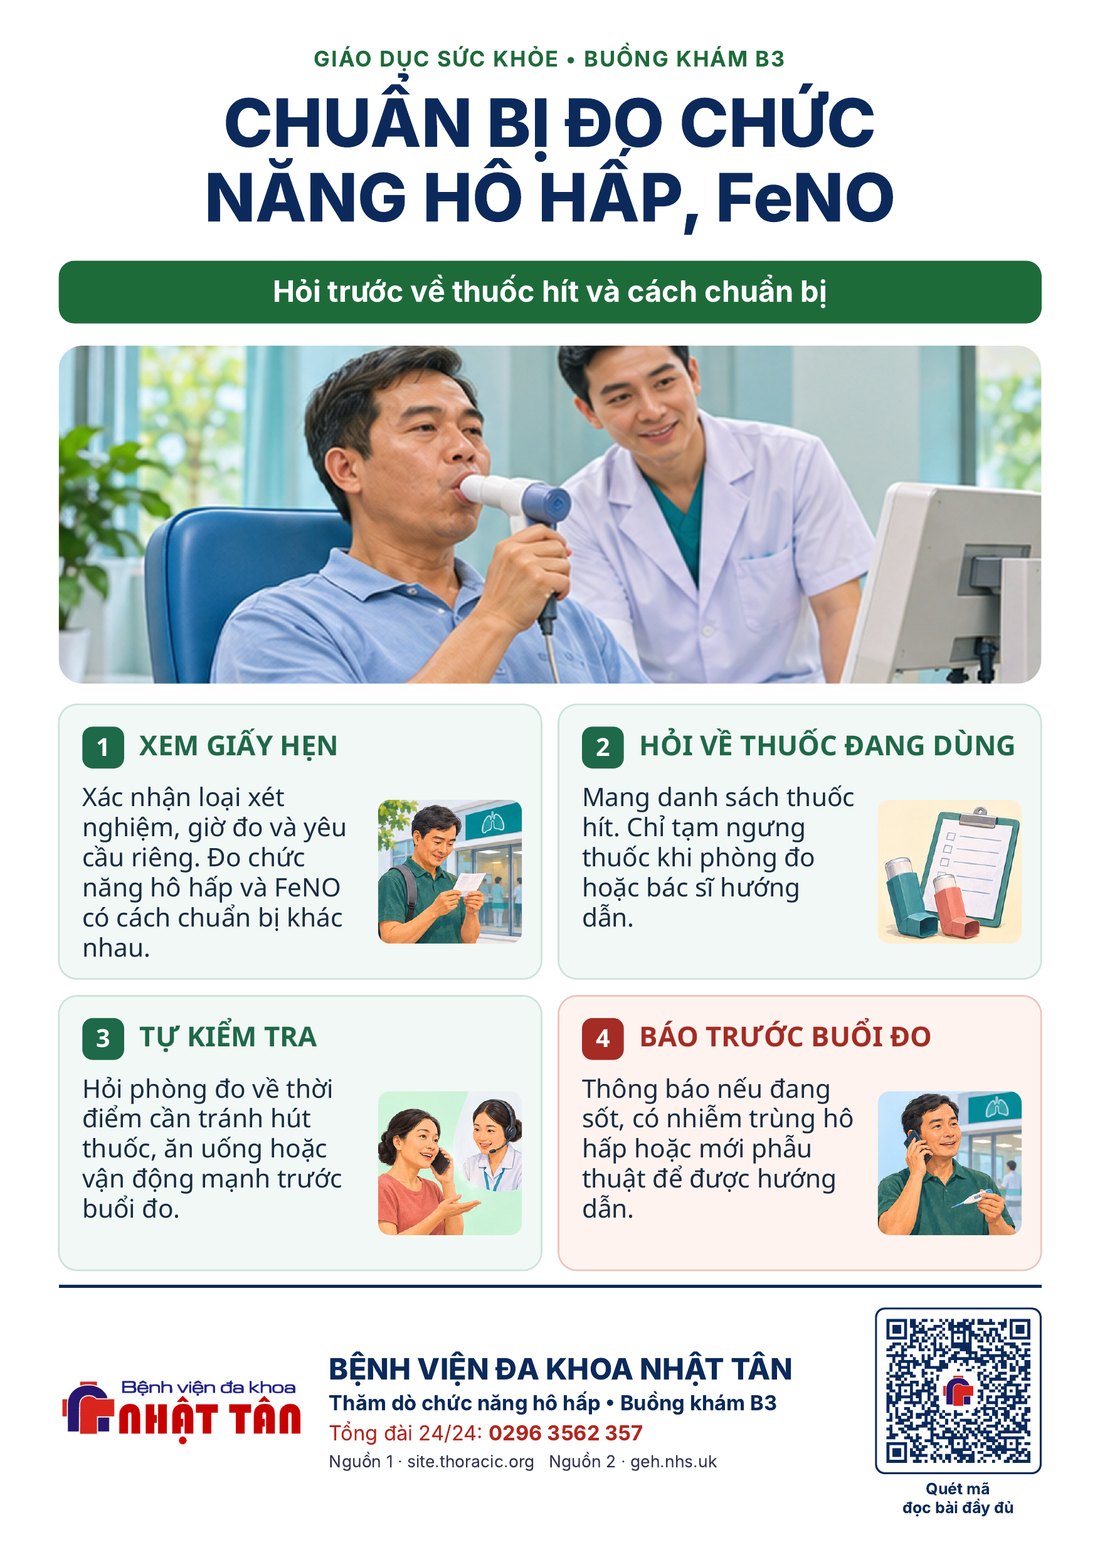 GIÁO DỤC SỨC KHỎE • BUỒNG KHÁM B3
CHUẨN BỊ ĐO CHỨC
NĂNG HÔ HẤP, FeNO
Hỏi trước về thuốc hít và cách chuẩn bị
1 XEM GIẤY HẸN
Xác nhận loại xét
nghiệm, giờ đo và yêu
cầu riêng. Đo chức
năng hô hấp và FeNO
có cách chuẩn bị khác
nhau.
2 HỎI VỀ THUỐC ĐANG DÙNG
Mang danh sách thuốc
hít. Chỉ tạm ngưng
thuốc khi phòng đo
hoặc bác sĩ hướng
dẫn.
3 TỰ KIỂM TRA
Hỏi phòng đo về thời
điểm cần tránh hút
thuốc, ăn uống hoặc
vận động mạnh trước
buổi đo.
4 BÁO TRƯỚC BUỔI ĐO
Thông báo nếu đang
sốt, có nhiễm trùng hô
hấp hoặc mới phẫu
thuật để được hướng
dẫn.
Bệnh viện đa khoa
NHẬT TÂN
BỆNH VIỆN ĐA KHOA NHẬT TÂN
Thăm dò chức năng hô hấp • Buồng khám B3
Tổng đài 24/24: 0296 3562 357
Nguồn 1 · site.thoracic.org Nguồn 2 · geh.nhs.uk
Quét mã
đọc bài đầy đủ